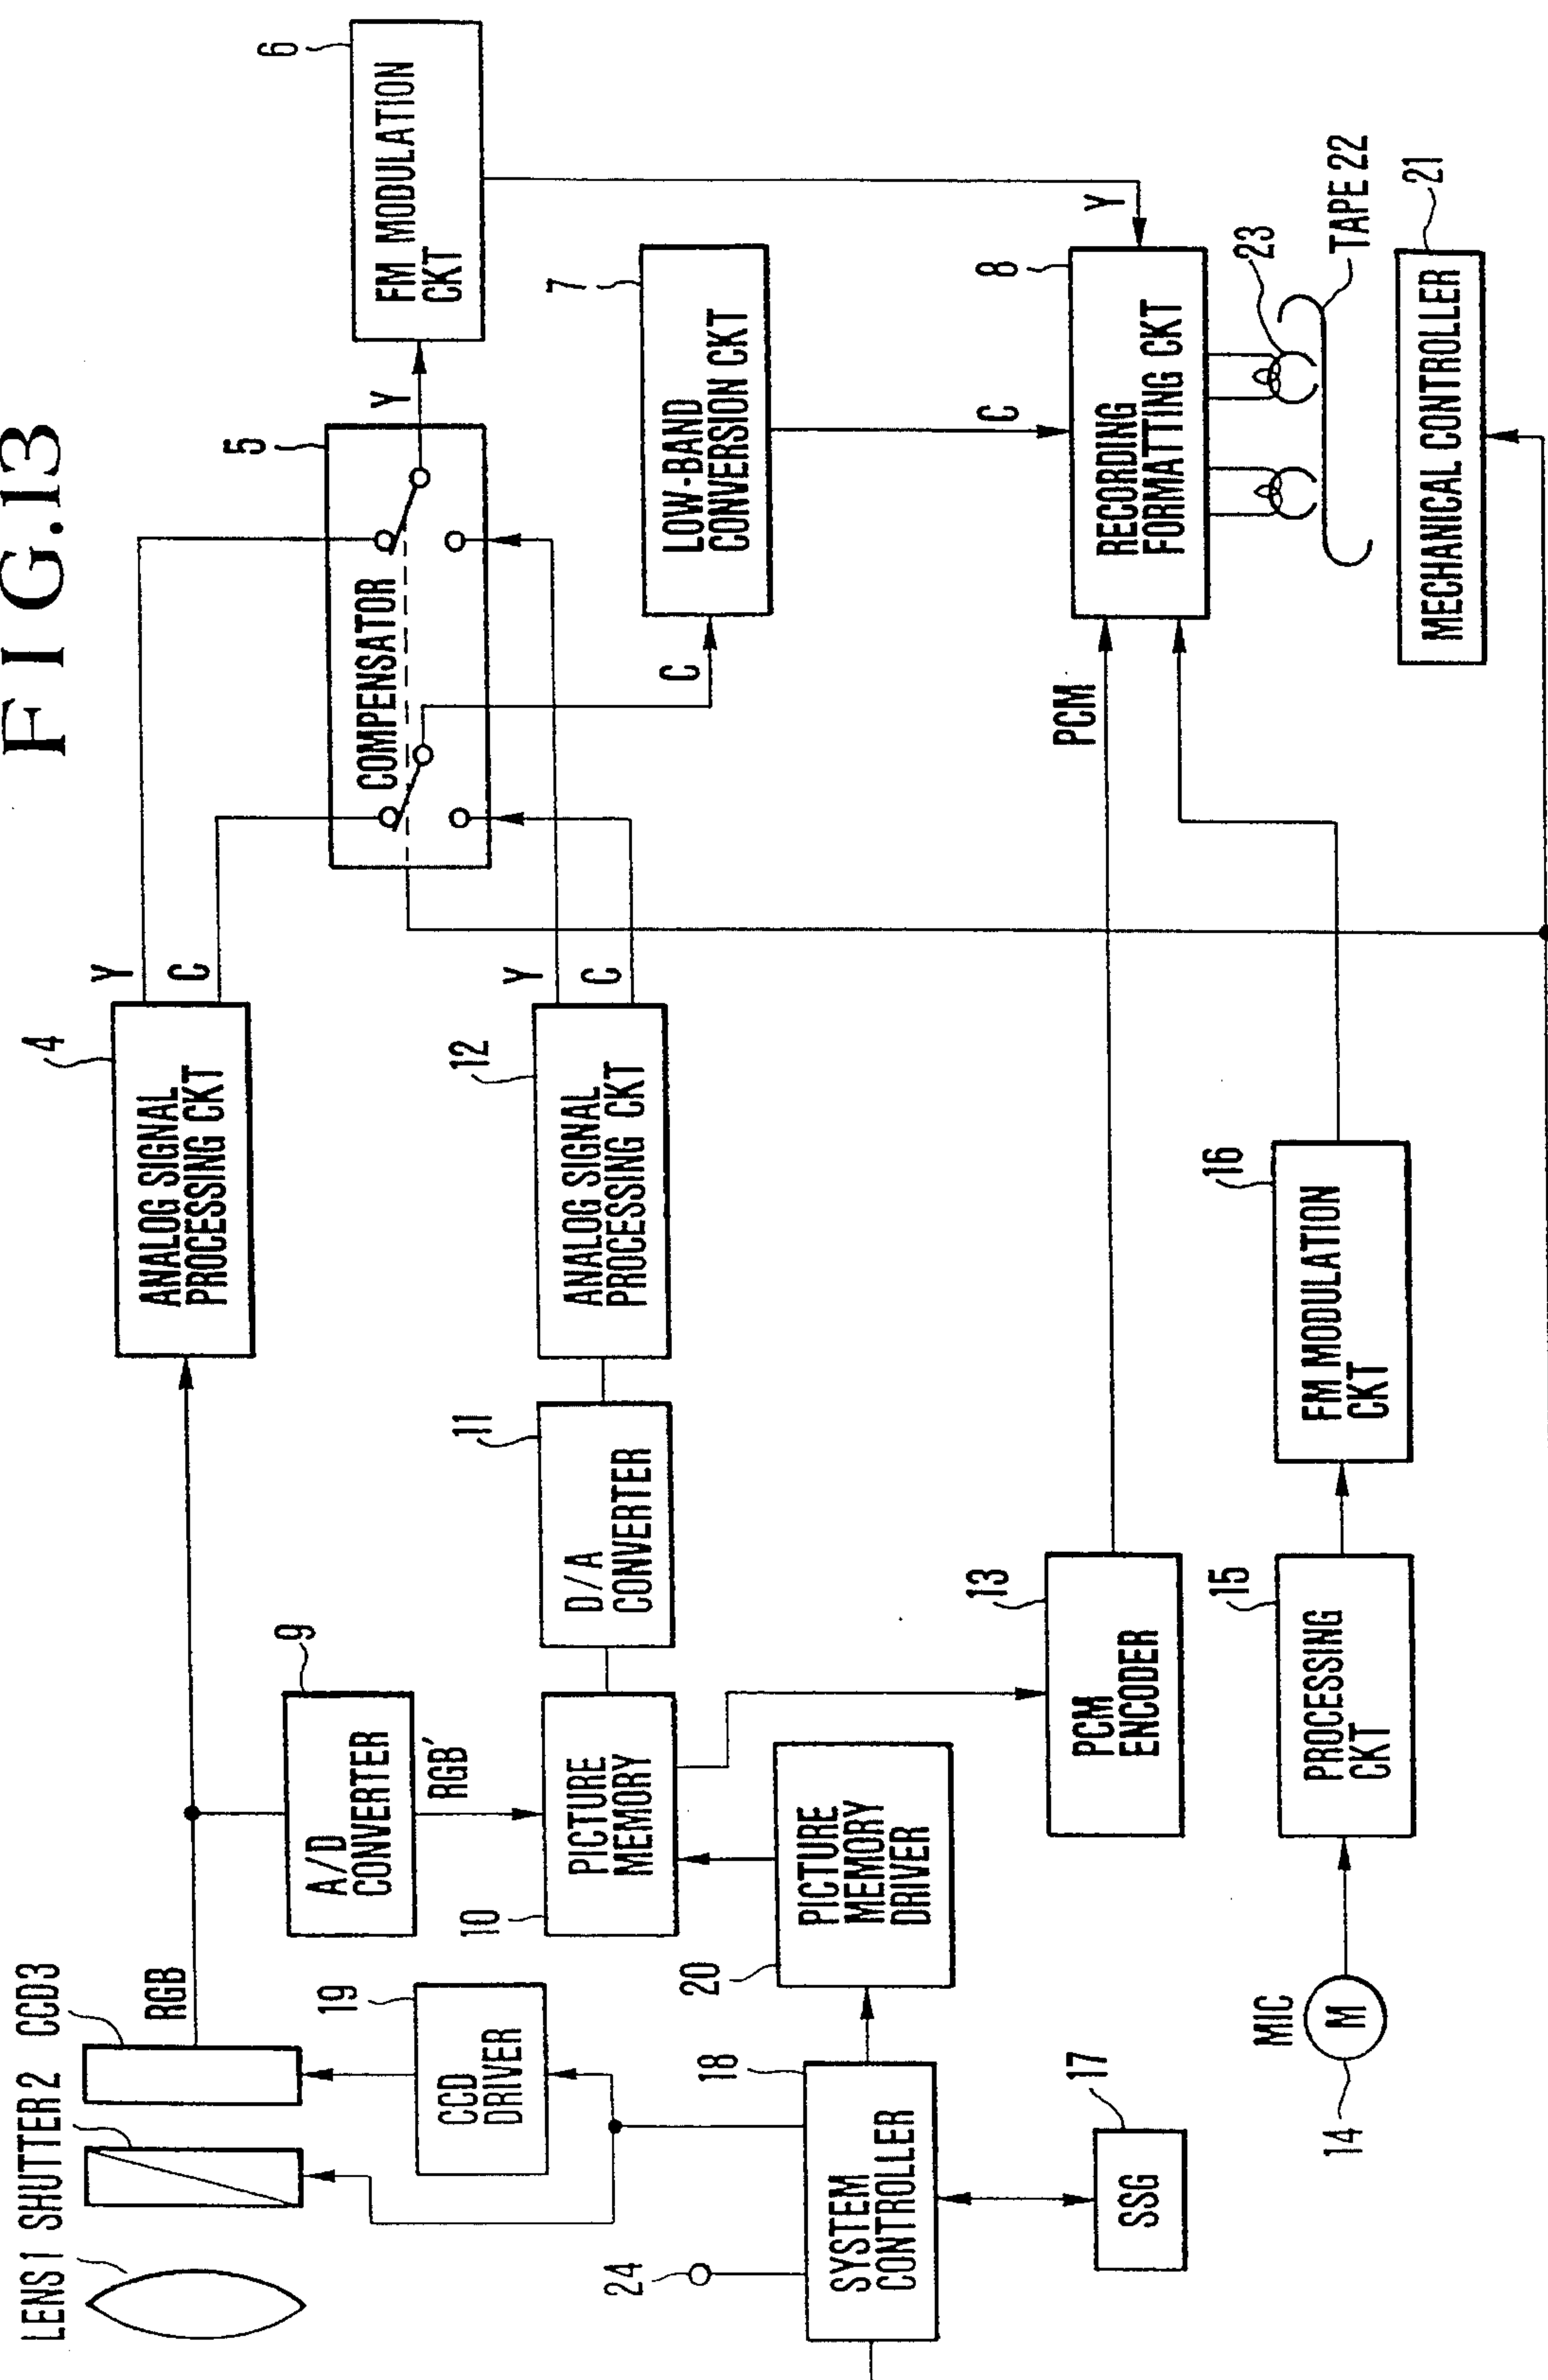 FIG.13
LENS 1
SHUTTER 2
CCD3
RGB
4
ANALOG SIGNAL
PROCESSING CKT
Y
C
5
COMPENSATOR
Y
6
FM MODULATION
CKT
19
CCD
DRIVER
9
A/D
CONVERTER
RGB'
10
PICTURE
MEMORY
11
D/A
CONVERTER
12
ANALOG SIGNAL
PROCESSING CKT
Y
C
C
7
LOW-BAND
CONVERSION CKT
24
18
SYSTEM
CONTROLLER
20
PICTURE
MEMORY
DRIVER
17
SSG
13
PCM
ENCODER
PCM
C
Y
8
RECORDING
FORMATTING CKT
23
TAPE 22
MIC
M
14
15
PROCESSING
CKT
16
FM MODULATION
CKT
21
MECHANICAL CONTROLLER